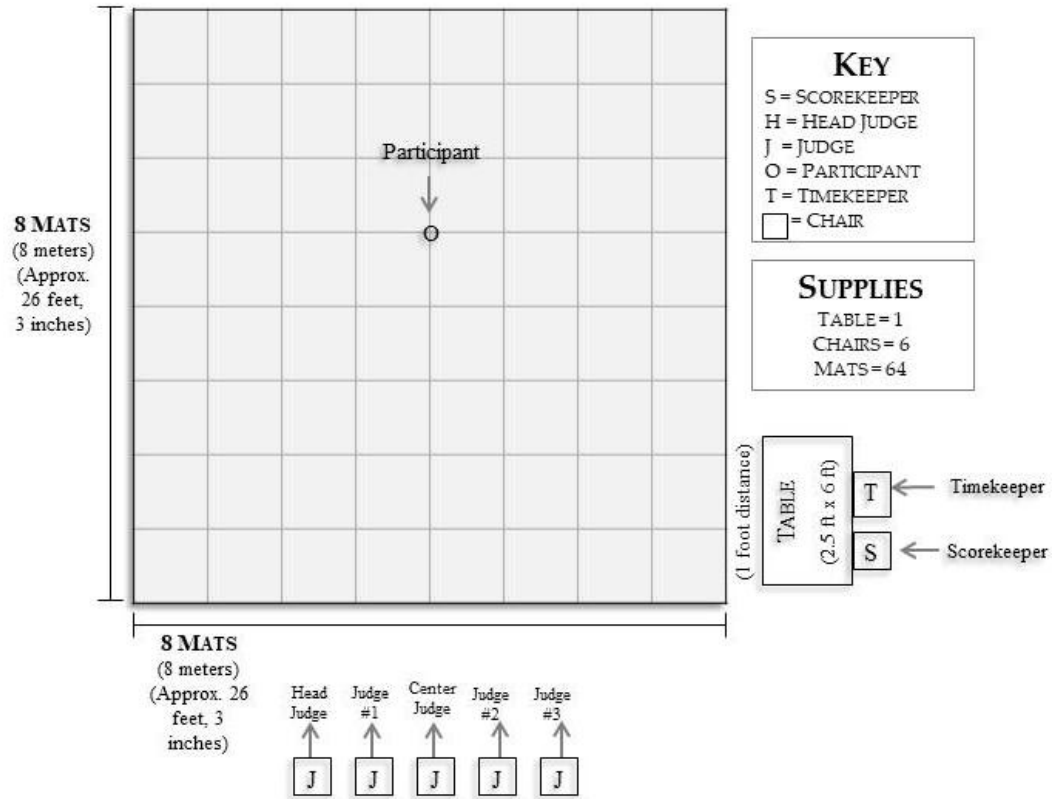 Participant
O
8 MATS
(8 meters)
(Approx.
26 feet,
3 inches)
KEY
S = SCOREKEEPER
H = HEAD JUDGE
J = JUDGE
O = PARTICIPANT
T = TIMEKEEPER
= CHAIR
SUPPLIES
TABLE = 1
CHAIRS = 6
MATS = 64
(1 foot distance)
TABLE
(2.5 ft x 6 ft)
T
Timekeeper
S
Scorekeeper
8 MATS
(8 meters)
(Approx. 26
feet, 3
inches)
Head
Judge
Judge
#1
Center
Judge
Judge
#2
Judge
#3
J J J J J